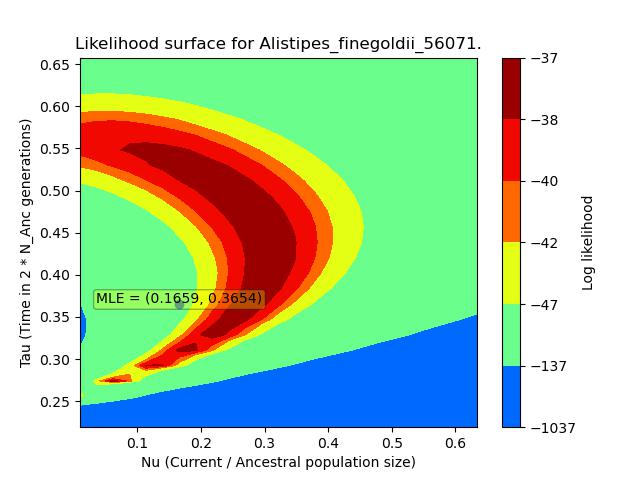 Likelihood surface for Alistipes_finegoldii_56071.
0.65
0.60
0.55
0.50
0.45
0.40
0.35
0.30
0.25
Tau (Time in 2 * N_Anc generations)
MLE = (0.1659, 0.3654)
0.1 0.2 0.3 0.4 0.5 0.6
Nu (Current / Ancestral population size)
−37
−38
−40
−42
−47
−137
−1037
Log likelihood